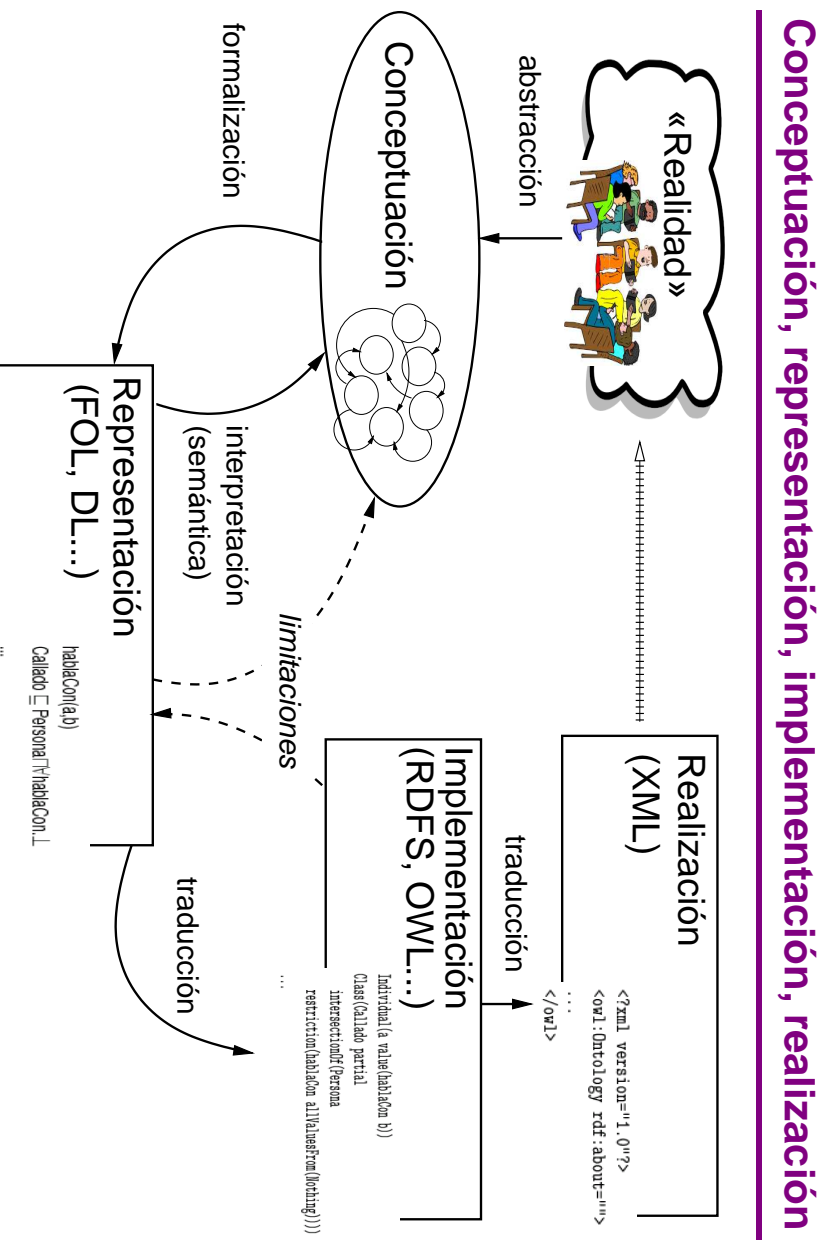 Conceptuación, representación, implementación, realización
«Realidad»
abstracción
Conceptuación
formalización
interpretación
(semántica)
limitaciones
Representación
(FOL, DL...)
hablaCon(a,b)
Callado ⊑ Persona⊓∀hablaCon.⊥
...
traducción
Implementación
(RDFS, OWL...)
Individual(a value(hablaCon b))
Class(Callado partial
intersectionOf(Persona
restriction(hablaCon allValuesFrom(Nothing))))
...
traducción
Realización
(XML)
<?xml version="1.0"?>
<owl:Ontology rdf:about="">
...
</owl>